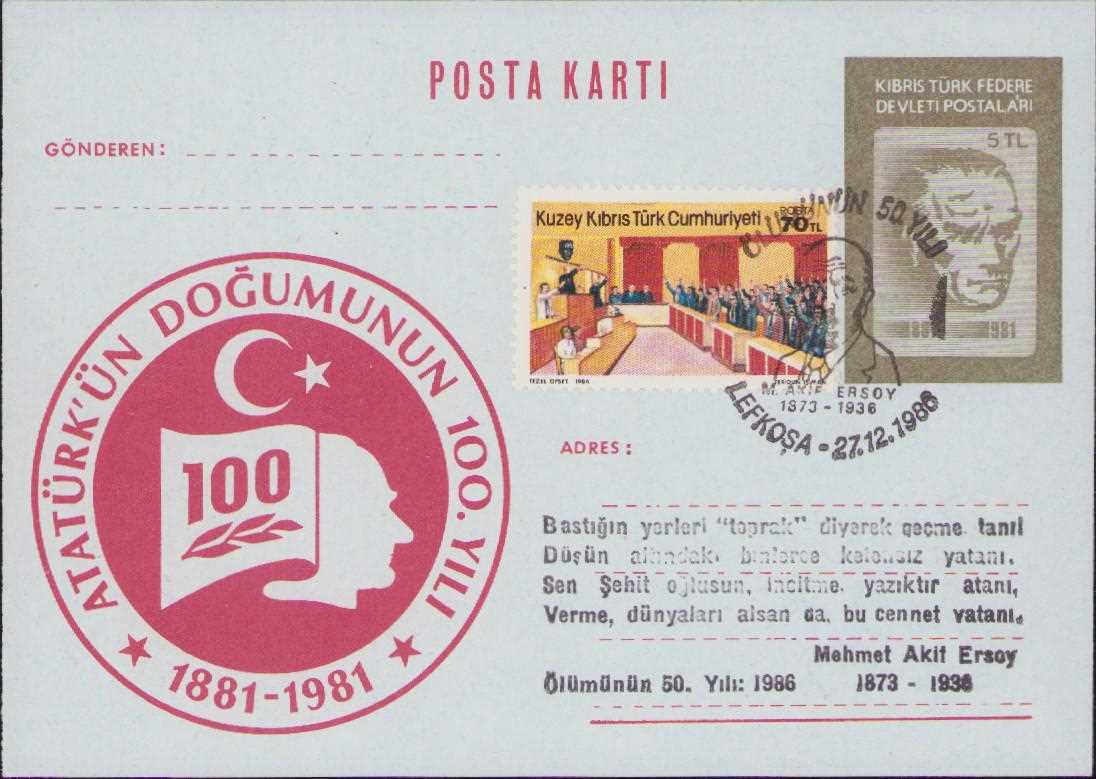 POSTA KARTI
GÖNDEREN:
KIBRIS TÜRK FEDERE
DEVLETİ POSTALARI
5 TL
1881 1981
Kuzey Kıbrıs Türk Cumhuriyeti
POSTA
70TL
TEZEL OFSET 1986
ÖLÜMÜNÜN 50. YILI
M. AKİF ERSOY
1873 - 1936
LEFKOŞA - 27.12.1986
ATATÜRK'ÜN DOĞUMUNUN 100. YILI
100
1881-1981
ADRES:
Bastığın yerleri "toprak" diyerek geçme tanı!
Düşün altındaki binlerce kefensiz yatanı.
Sen Şehit oğlusun, incitme, yazıktır atanı,
Verme, dünyaları alsan da, bu cennet vatanı.
Mehmet Akif Ersoy
Ölümünün 50. Yılı: 1986 1873 - 1936